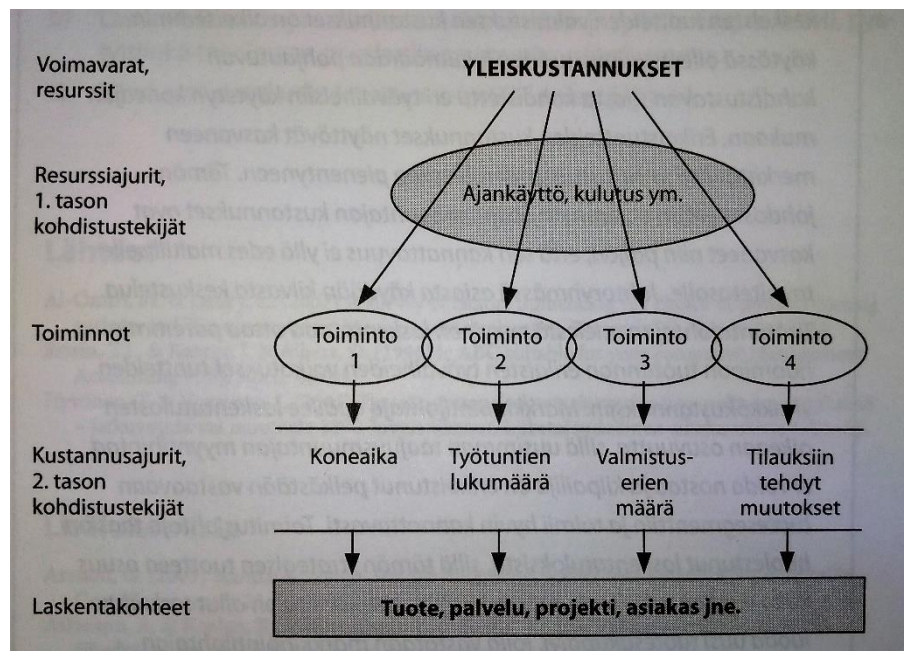 Voimavarat,
resurssit
YLEISKUSTANNUKSET
Resurssiajurit,
1. tason
kohdistustekijät
Ajankäyttö, kulutus ym.
Toiminnot
Toiminto
1
Toiminto
2
Toiminto
3
Toiminto
4
Kustannusajurit,
2. tason
kohdistustekijät
Koneaika
Työtuntien
lukumäärä
Valmistus-
erien
määrä
Tilauksiin
tehdyt
muutokset
Laskentakohteet
Tuote, palvelu, projekti, asiakas jne.